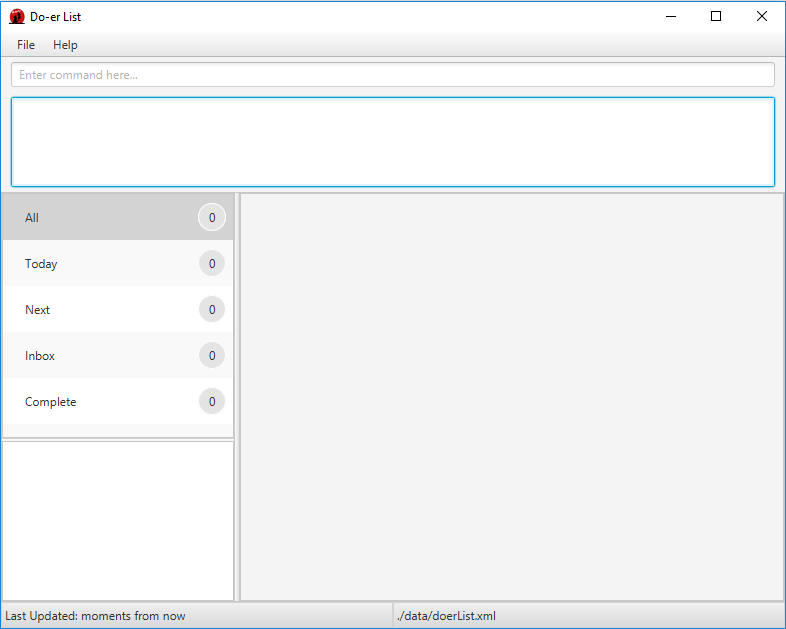 Do-er List
File Help
Enter command here...
All 0
Today 0
Next 0
Inbox 0
Complete 0
Last Updated: moments from now ./data/doerList.xml